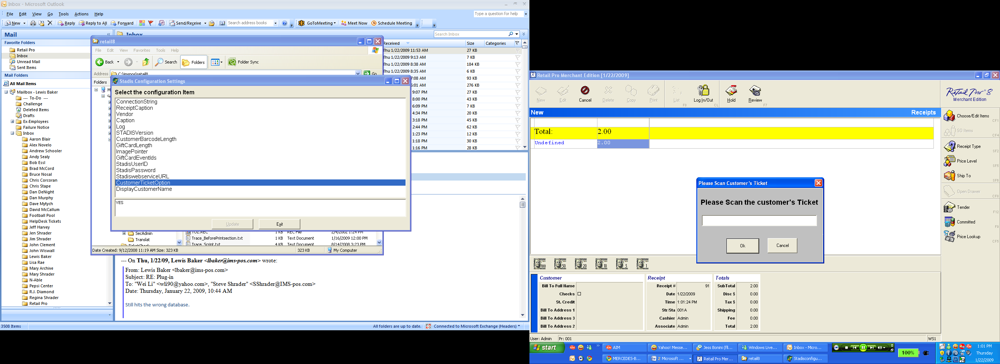 Inbox - Microsoft Outlook
File Edit View Go Tools Actions Help
Type a question for help
New Reply Reply to All Forward Send/Receive Search address books GoToMeeting Meet Now Schedule Meeting
Mail
Inbox
Search Inbox
Favorite Folders
Retail Pro
Inbox
Unread Mail
Sent Items
Mail Folders
All Mail Items
Mailbox - Lewis Baker
--- To-Do ---
Challenge
Deleted Items
Drafts
Ex-Employees
Failure Notice
Inbox
Aaron Blair
Alex Novelo
Andrew Schooler
Andy Sealy
Bob Essl
Brad McCord
Bruce Nosal
Chris Corcoran
Chris Stape
Dan DeNight
Dan Murphy
Dave Mytych
David McCallum
Football Pool
HelpDesk Tickets
Jeff Harvey
Jen Shrader
Jim Shrader
John Clement
John Wiswall
Lewis Baker
Lisa Rae
Mary Archive
Mary Shrader
N-Able
Pepsi Center
R.J. Diamond
Regina Shrader
Retail Pro
3508 Items
All folders are up to date. Connected to Microsoft Exchange (Headers)
Received Size Categories
Thu 1/22/2009 11:53 AM 27 KB
Thu 1/22/2009 9:13 AM 7 KB
Thu 1/22/2009 8:38 AM 184 KB
Thu 1/22/2009 8:35 AM 6 KB
7:08 AM 93 KB
6:01 AM 276 KB
9:07 PM 27 KB
8:00 PM 43 KB
6:09 PM 7 KB
4:34 PM 20 KB
3:18 PM 45 KB
2:44 PM 62 KB
1:23 PM 12 KB
1:18 PM 30 KB
1:16 PM 28 KB
retail8
File Edit View Favorites Tools Help
Back Search Folders Folder Sync
Address C:\imspos\retail8 Go
Folders
Stadis Configuration Settings
Select the configuration Item
ConnectionString
ReceiptCaption
Vendor
Caption
Log
STADISVersion
CustomerBarcodeLength
GiftCardLength
ImagePointer
GiftCardEventIds
StadisUserID
StadisPassword
StadiswebserviceURL
CustomerTicketOption
DisplayCustomerName
YES
Update Exit
SecAdmin
Translat
TicketCheck
TOZ.REC 1 KB REC File 2/4/2002 1:24 PM
Trace_BeforePrintsection.txt 1 KB Text Document 1/16/2009 12:00 PM
Trace_Script.txt 4 KB Text Document 8/14/2008 3:23 PM
Date Created: 9/12/2008 11:19 AM Size: 323 KB 323 KB My Computer
--- On Thu, 1/22/09, Lewis Baker <lbaker@ims-pos.com> wrote:
From: Lewis Baker <lbaker@ims-pos.com>
Subject: RE: Plug-in
To: "Wei Li" <wli90@yahoo.com>, "Steve Shrader" <SShrader@IMS-pos.com>
Date: Thursday, January 22, 2009, 10:44 AM
Still hits the wrong database.
Retail Pro Merchant Edition [1/22/2009]
New Edit Cancel Delete Copy Print List F8 Log In/Out CL Hold Review F7
Retail Pro 8
Merchant Edition
New Receipts
Total: 2.00
Undefined 2.00
Choose/Edit Items CF1
SO Items CF4
Receipt Type SF2
Price Level SF5
Ship To SF6
Open Drawer CF8
Tender F12
Committed F9
Price Lookup CF5
Please Scan Customer's Ticket
Please Scan the customer's Ticket
Ok Cancel
100 50 20 10 5 1
Customer
Bill To Full Name
Checks
St. Credit
Bill To Address 1
Bill To Address 3
Bill To Address 2
Receipt
Receipt # 91
Date 1/22/2009
Time 1:01:24 PM
Str/Sta 001A
Cashier Admin
Associate Admin
Totals
SubTotal 2.00
Disc $ 0.00
Tax $ 0.00
Shipping 0.00
Fee 0.00
Total 2.00
User: Admin Pr: 001 WS1
start AIM Yahoo! Messe... Jess Bonini (fll... Windows Live... Inbox - Micro...
MERCEDES-B... 2 Microsoft ... Retail Pro Mer... retail8 Stadisconfigu...
100%
1:01 PM
Thursday
1/22/2009